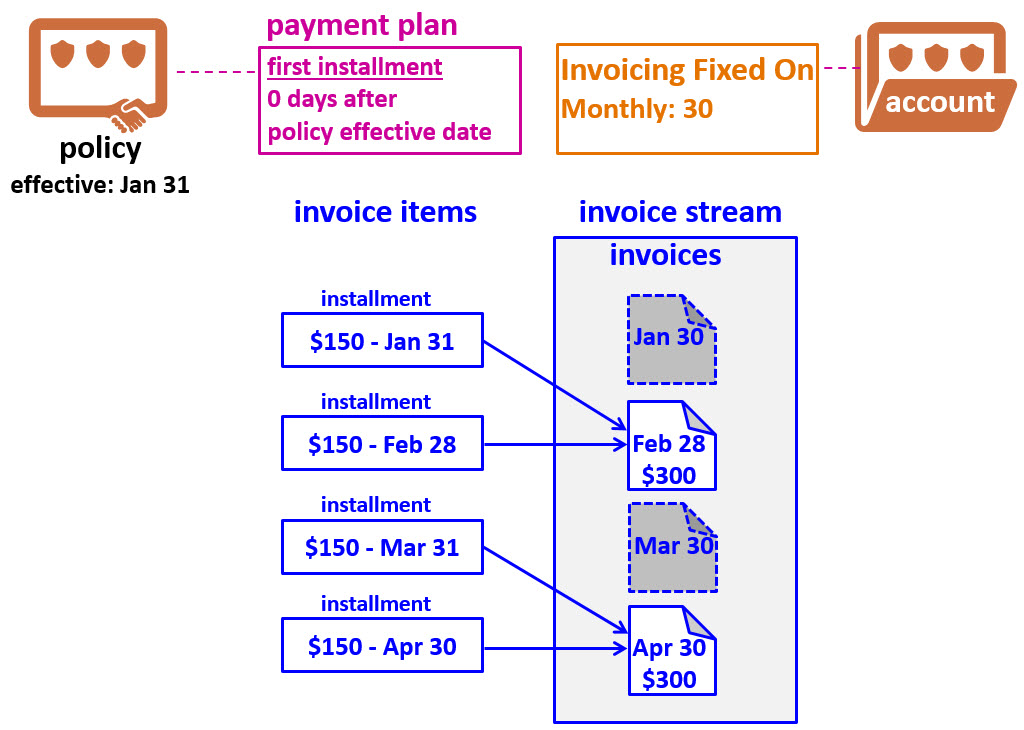 payment plan
first installment
0 days after
policy effective date
Invoicing Fixed On
Monthly: 30
account
policy
effective: Jan 31
invoice items
invoice stream
invoices
installment
$150 - Jan 31
Jan 30
installment
$150 - Feb 28
Feb 28
$300
installment
$150 - Mar 31
Mar 30
installment
$150 - Apr 30
Apr 30
$300